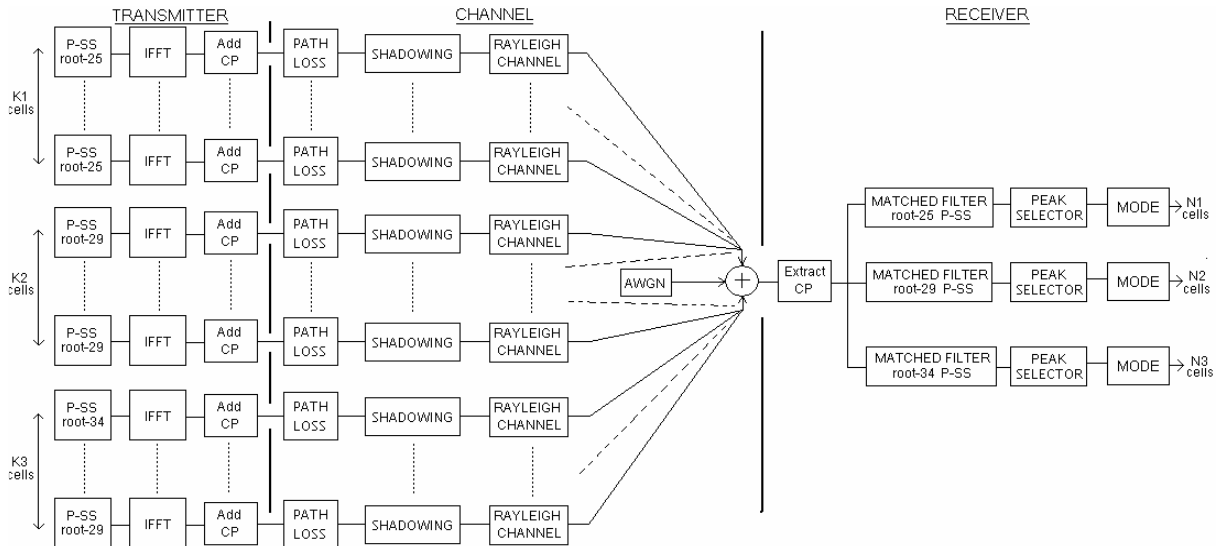 TRANSMITTER
CHANNEL
RECEIVER
K1
cells
P-SS
root-25
IFFT
Add
CP
PATH
LOSS
SHADOWING
RAYLEIGH
CHANNEL
P-SS
root-25
IFFT
Add
CP
PATH
LOSS
SHADOWING
RAYLEIGH
CHANNEL
K2
cells
P-SS
root-29
IFFT
Add
CP
PATH
LOSS
SHADOWING
RAYLEIGH
CHANNEL
P-SS
root-29
IFFT
Add
CP
PATH
LOSS
SHADOWING
RAYLEIGH
CHANNEL
K3
cells
P-SS
root-34
IFFT
Add
CP
PATH
LOSS
SHADOWING
RAYLEIGH
CHANNEL
P-SS
root-29
IFFT
Add
CP
PATH
LOSS
SHADOWING
RAYLEIGH
CHANNEL
AWGN
+
Extract
CP
MATCHED FILTER
root-25 P-SS
PEAK
SELECTOR
MODE
N1
cells
MATCHED FILTER
root-29 P-SS
PEAK
SELECTOR
MODE
N2
cells
MATCHED FILTER
root-34 P-SS
PEAK
SELECTOR
MODE
N3
cells